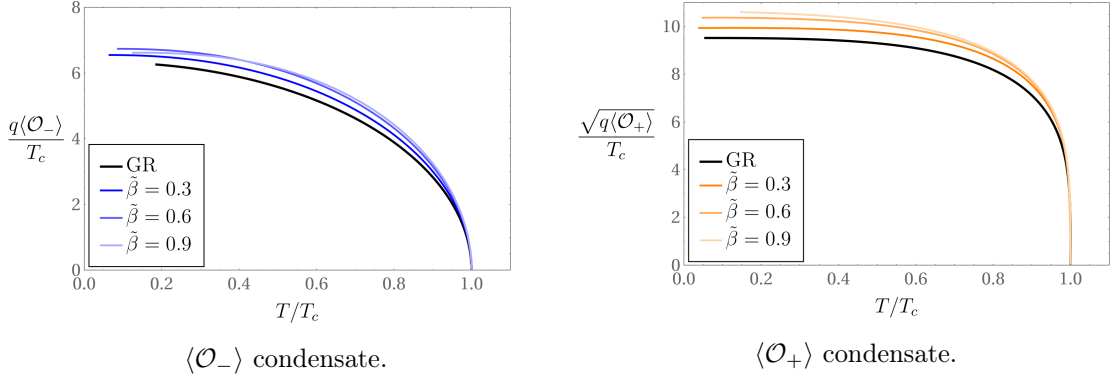 8
6
4
2
0
0.0 0.2 0.4 0.6 0.8 1.0
q⟨O₋⟩
T_c
GR
β̃ = 0.3
β̃ = 0.6
β̃ = 0.9
T/T_c
⟨O₋⟩ condensate.
10
8
6
4
2
0
0.0 0.2 0.4 0.6 0.8 1.0
√q⟨O₊⟩
T_c
GR
β̃ = 0.3
β̃ = 0.6
β̃ = 0.9
T/T_c
⟨O₊⟩ condensate.